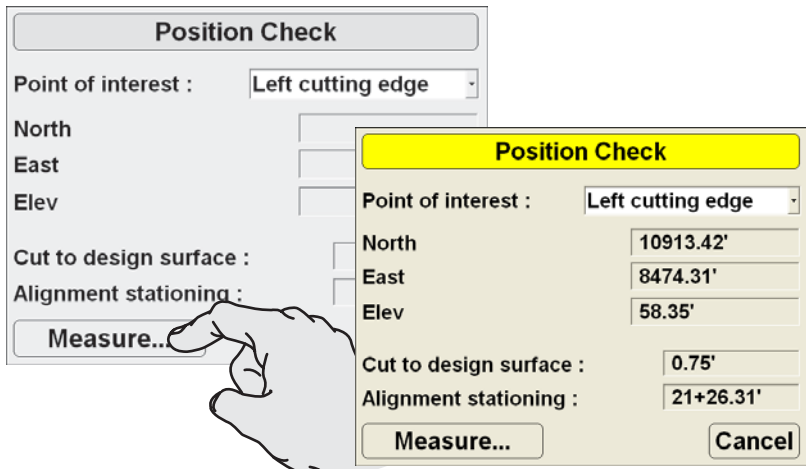 Position Check
Point of interest : Left cutting edge
North
East
Elev
Cut to design surface :
Alignment stationing :
Measure...
Position Check
Point of interest : Left cutting edge
North 10913.42'
East 8474.31'
Elev 58.35'
Cut to design surface : 0.75'
Alignment stationing : 21+26.31'
Measure... Cancel